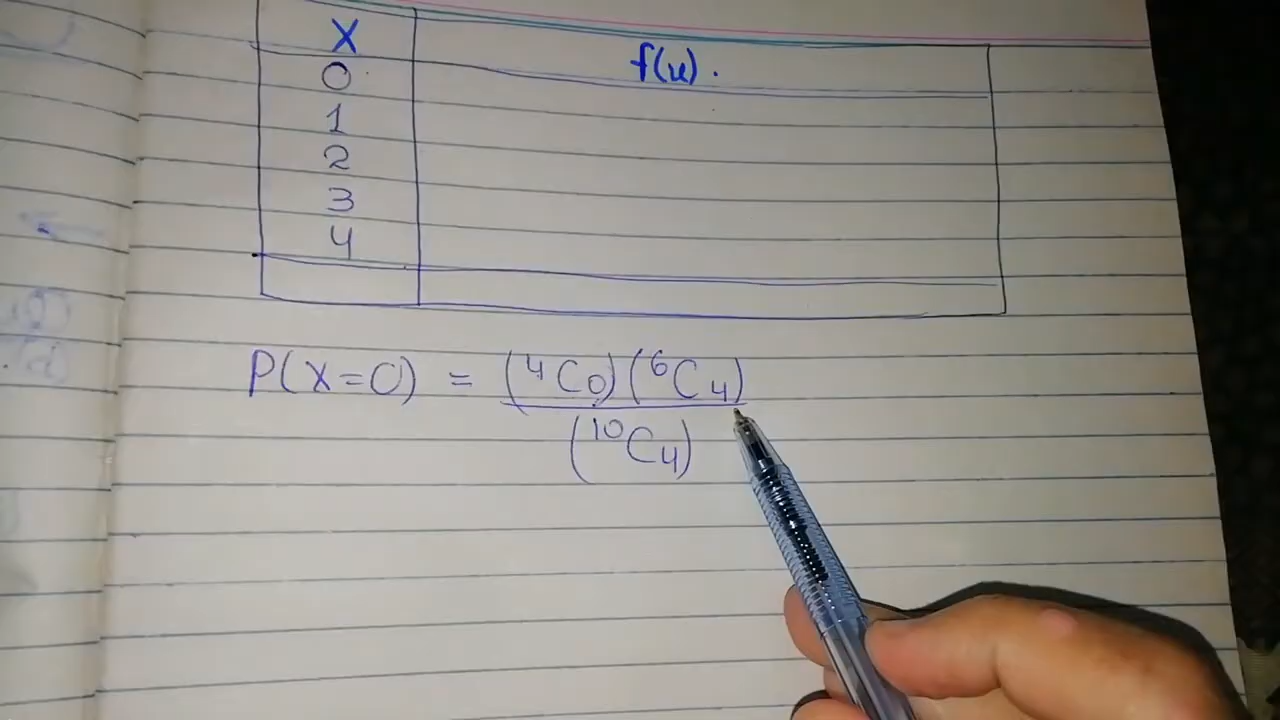 X f(x).
0
1
2
3
4
P(X=0) = (⁴C₀)(⁶C₄)
(¹⁰C₄)